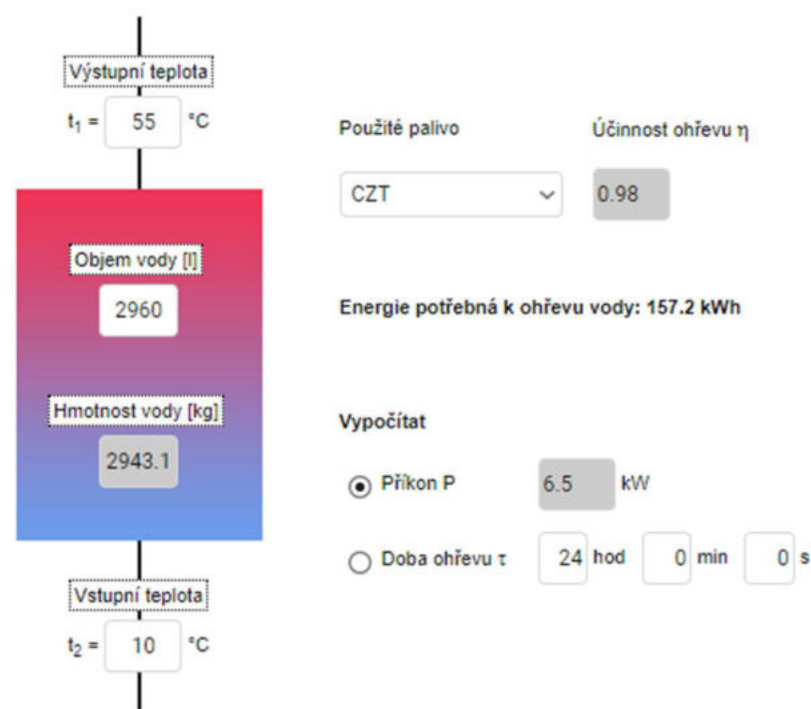 Výstupní teplota
t₁ = 55 °C
Objem vody [l]
2960
Hmotnost vody [kg]
2943.1
Vstupní teplota
t₂ = 10 °C
Použité palivo Účinnost ohřevu η
CZT 0.98
Energie potřebná k ohřevu vody: 157.2 kWh
Vypočítat
Příkon P 6.5 kW
Doba ohřevu τ 24 hod 0 min 0 s